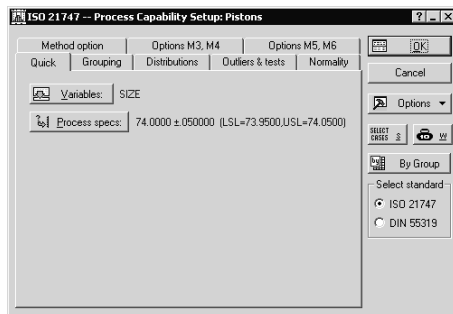 ISO 21747 -- Process Capability Setup: Pistons
Method option
Options M3, M4
Options M5, M6
Quick
Grouping
Distributions
Outliers & tests
Normality
Variables: SIZE
Process specs: 74.0000 ±.050000 (LSL=73.9500,USL=74.0500)
OK
Cancel
Options
SELECT CASES S
W
By Group
Select standard
ISO 21747
DIN 55319